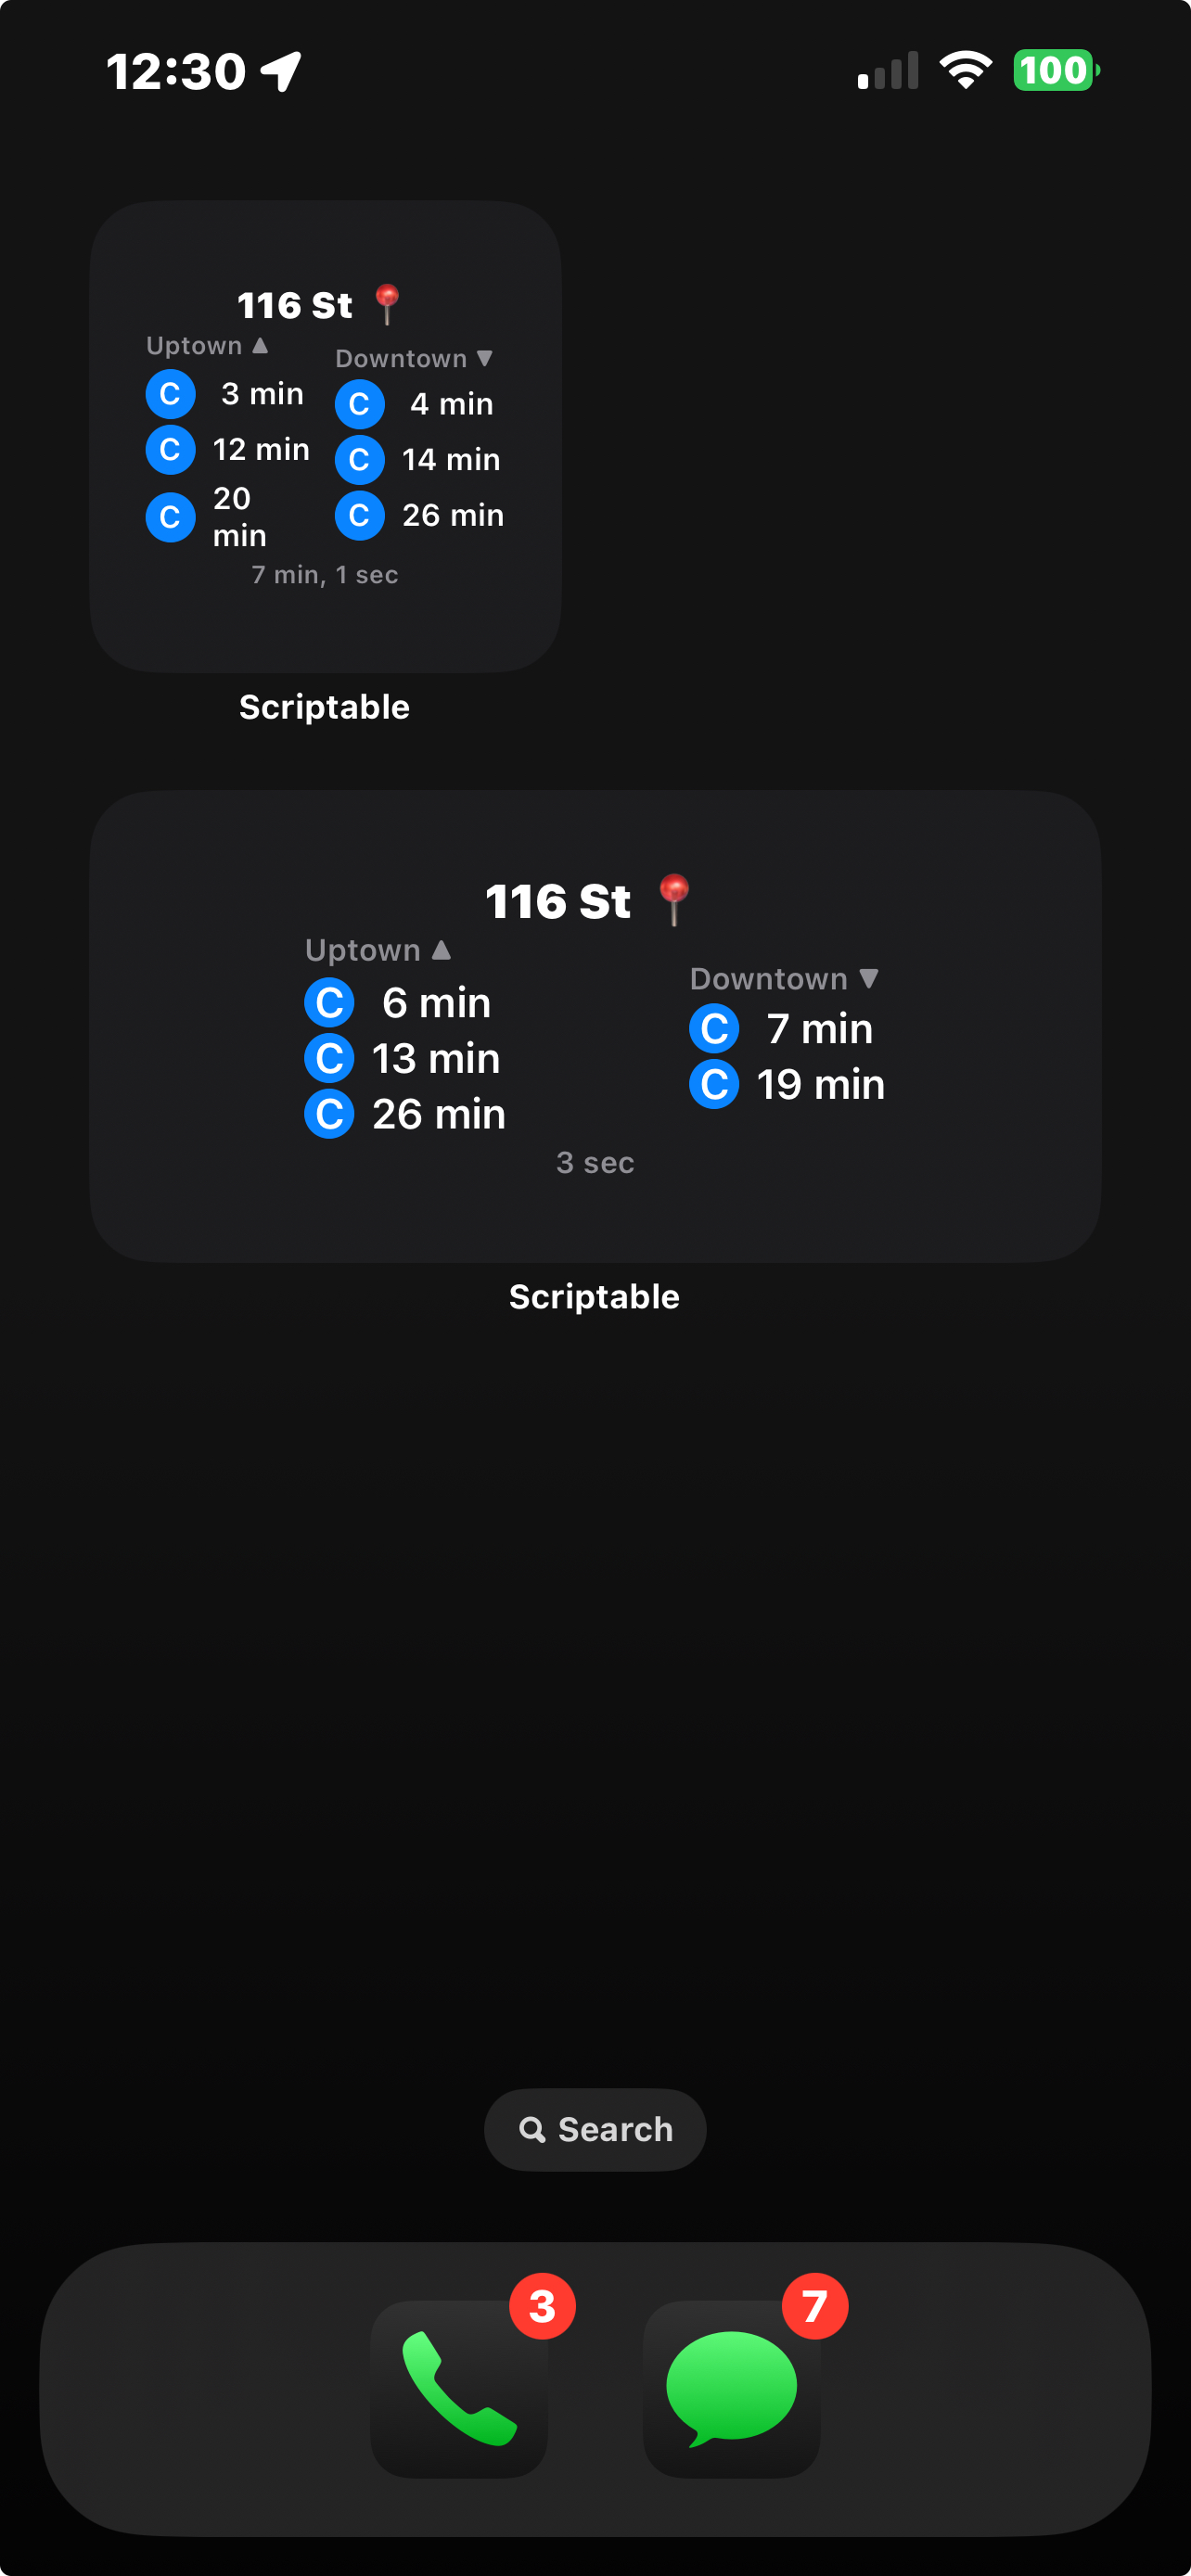 12:30
100
116 St 📍
Uptown ▲
C 3 min
C 12 min
C 20 min
Downtown ▼
C 4 min
C 14 min
C 26 min
7 min, 1 sec
Scriptable
116 St 📍
Uptown ▲
C 6 min
C 13 min
C 26 min
Downtown ▼
C 7 min
C 19 min
3 sec
Scriptable
Search
3
7